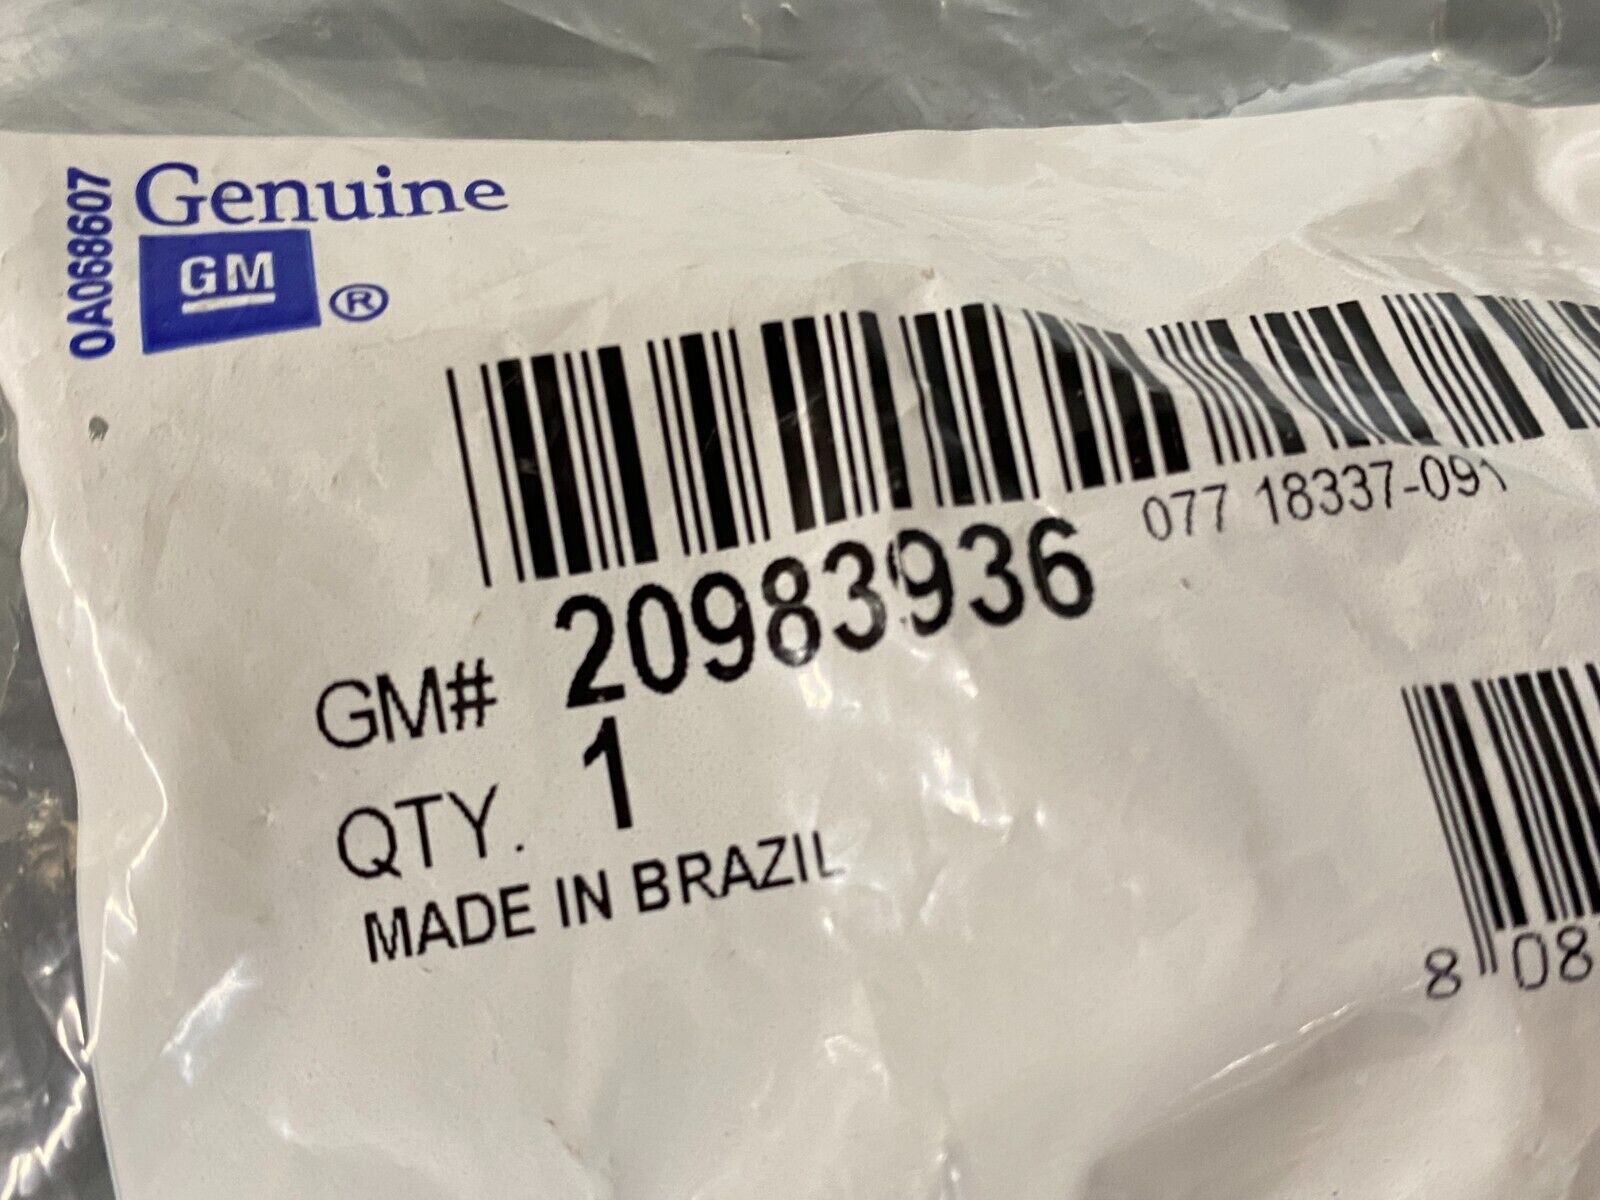 0A068607
Genuine
GM ®
077 18337-091
GM# 20983936
QTY. 1
MADE IN BRAZIL
8 08